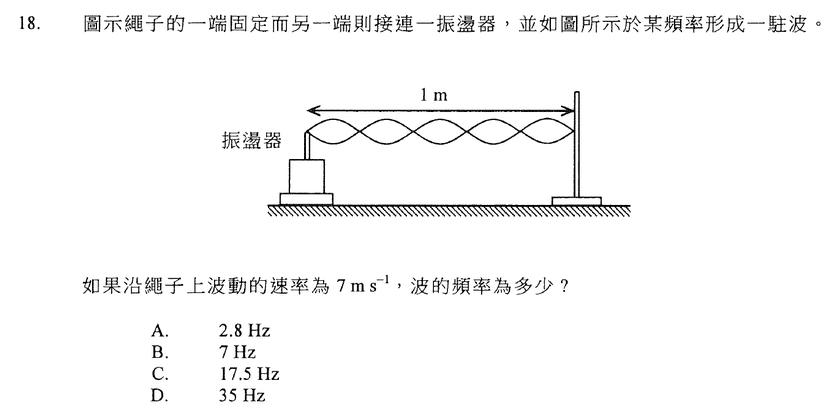 18. 圖示繩子的一端固定而另一端則接連一振盪器，並如圖所示於某頻率形成一駐波。
1 m
振盪器
如果沿繩子上波動的速率為 7 m s⁻¹，波的頻率為多少？
A. 2.8 Hz
B. 7 Hz
C. 17.5 Hz
D. 35 Hz